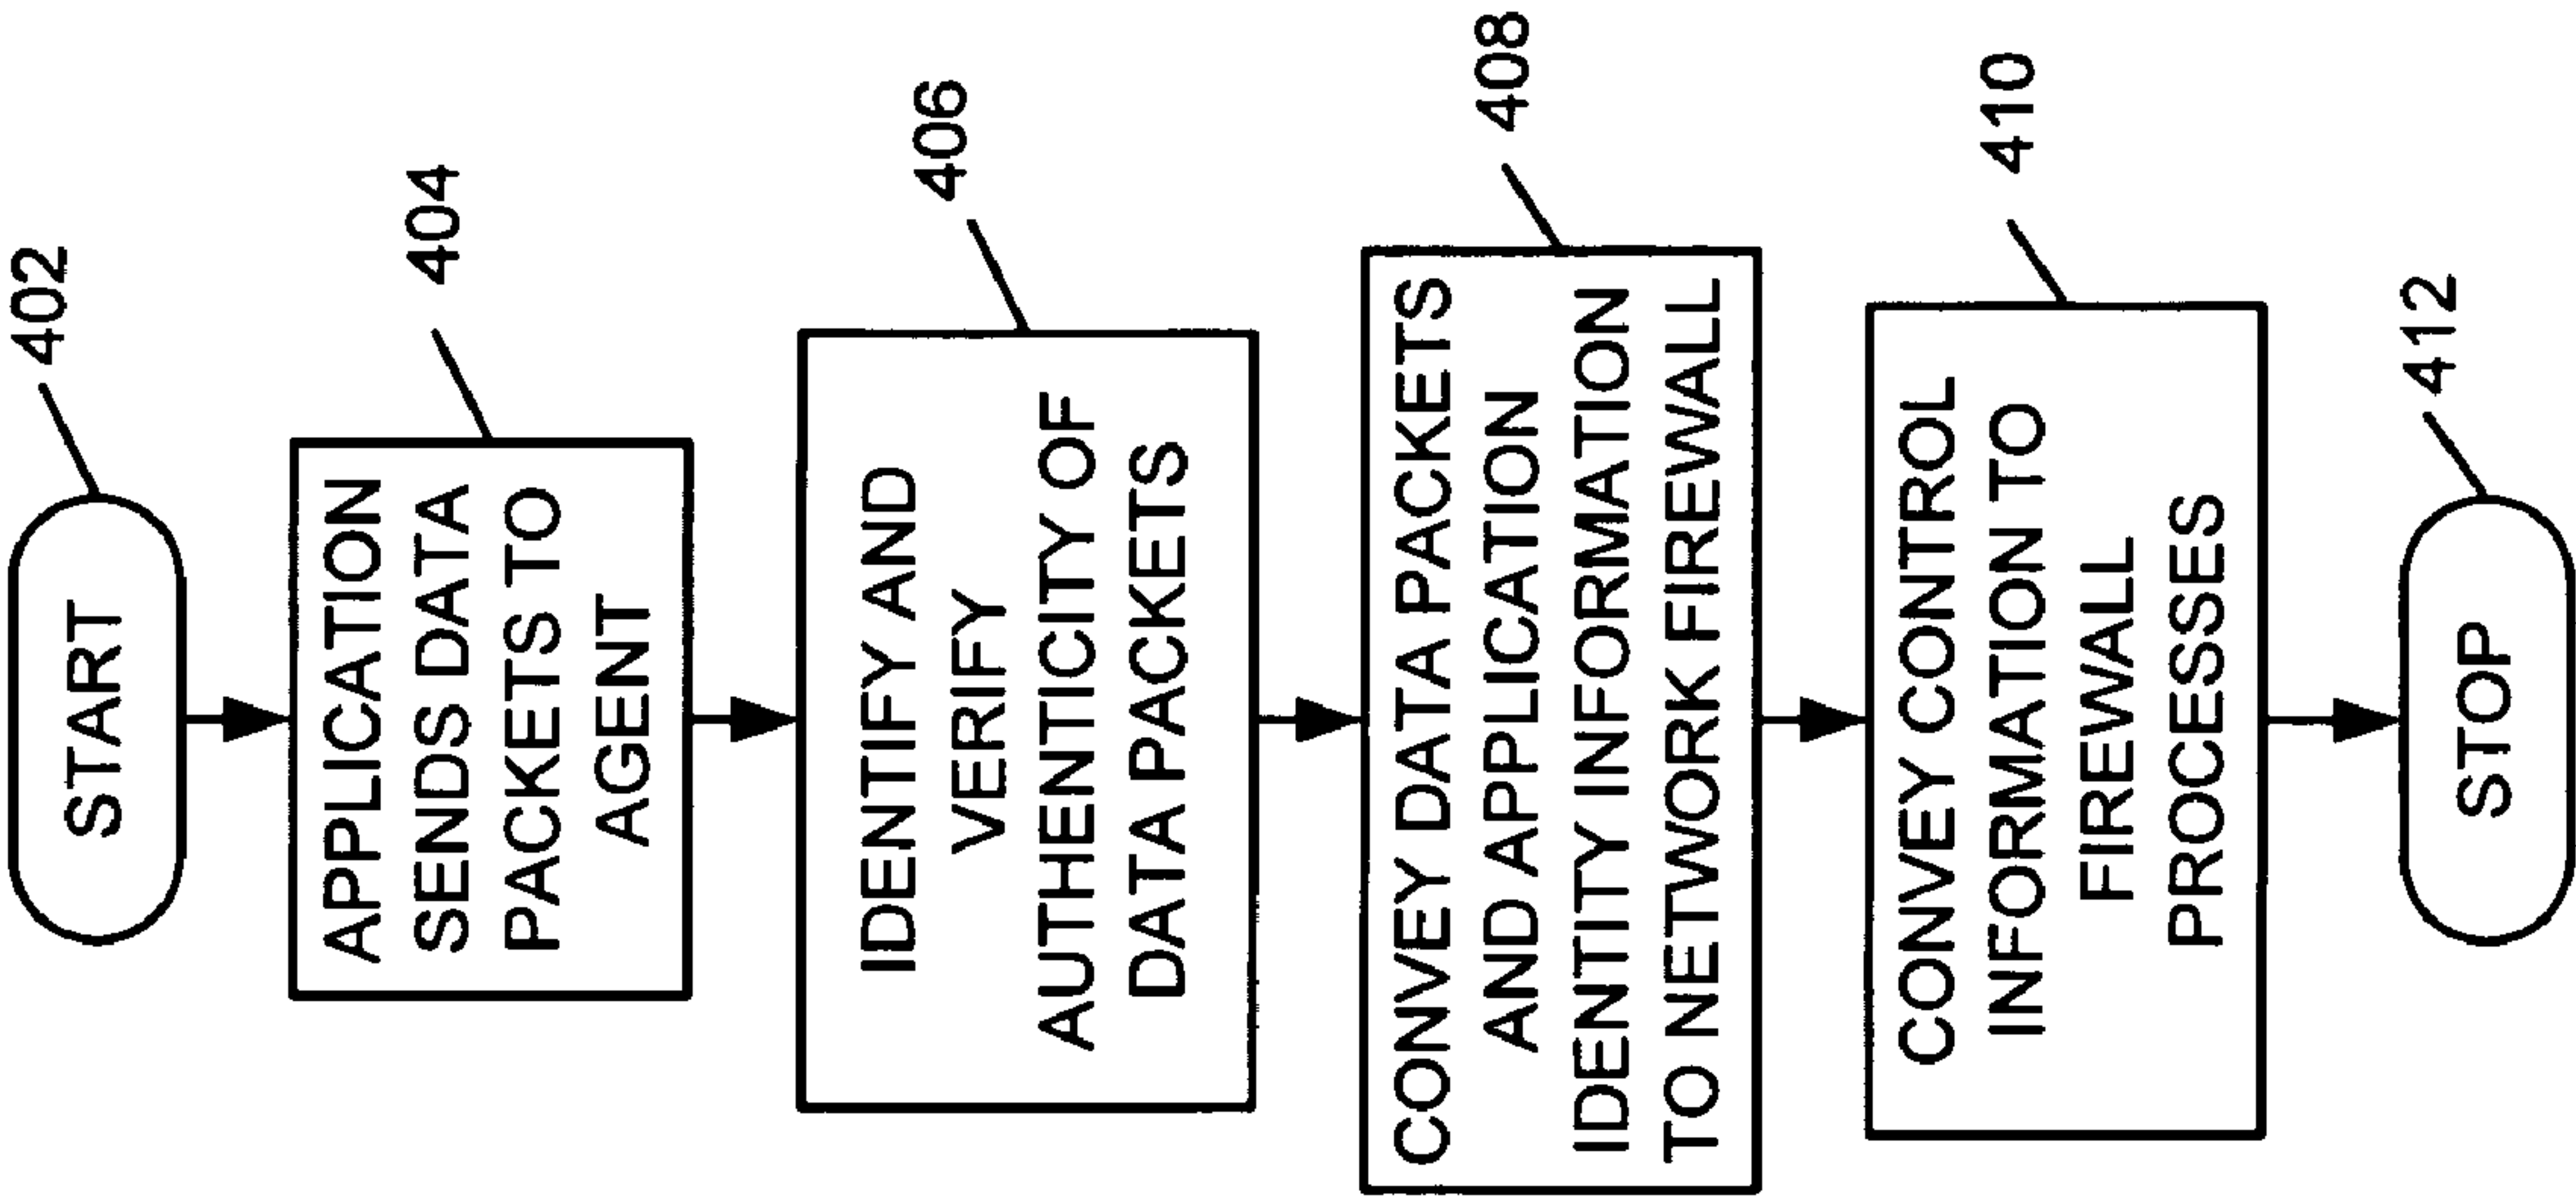 START
402
APPLICATION
SENDS DATA
PACKETS TO
AGENT
404
IDENTIFY AND
VERIFY
AUTHENTICITY OF
DATA PACKETS
406
CONVEY DATA PACKETS
AND APPLICATION
IDENTITY INFORMATION
TO NETWORK FIREWALL
408
CONVEY CONTROL
INFORMATION TO
FIREWALL
PROCESSES
410
STOP
412